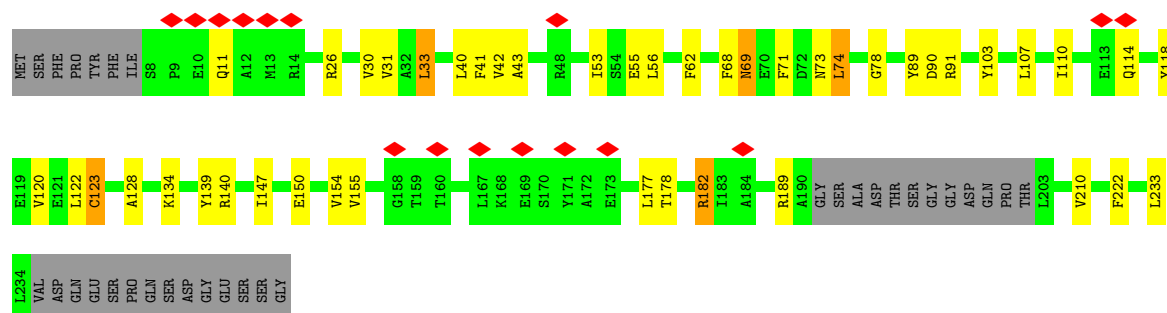 MET SER PHE PRO TYR PHE ILE S8 P9 E10 Q11 A12 M13 R14 R26 V30 V31 A32 L33 L40 F41 V42 A43 R48 I53 S54 E55 L56 F62 F68 N69 E70 F71 D72 N73 L74 G78 Y89 D90 R91 Y103 L107 I110 E113 Q114
E119 V120 E121 L122 C123 A128 K134 Y139 R140 I147 E150 V154 V155 G158 T159 T160 L167 K168 E169 S170 Y171 A172 E173 L177 T178 R182 I183 A184 R189 A190 GLY SER ALA ASP THR SER GLY GLY ASP GLN PRO THR L203 V210 F222 L233
L234 VAL ASP GLN GLU SER PRO GLN SER ASP GLY GLU SER SER GLY